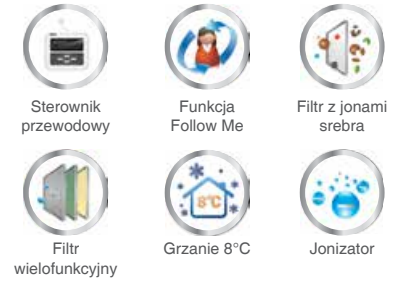 Sterownik
przewodowy
Funkcja
Follow Me
Filtr z jonami
srebra
8°C
Filtr
wielofunkcyjny
Grzanie 8°C
Jonizator